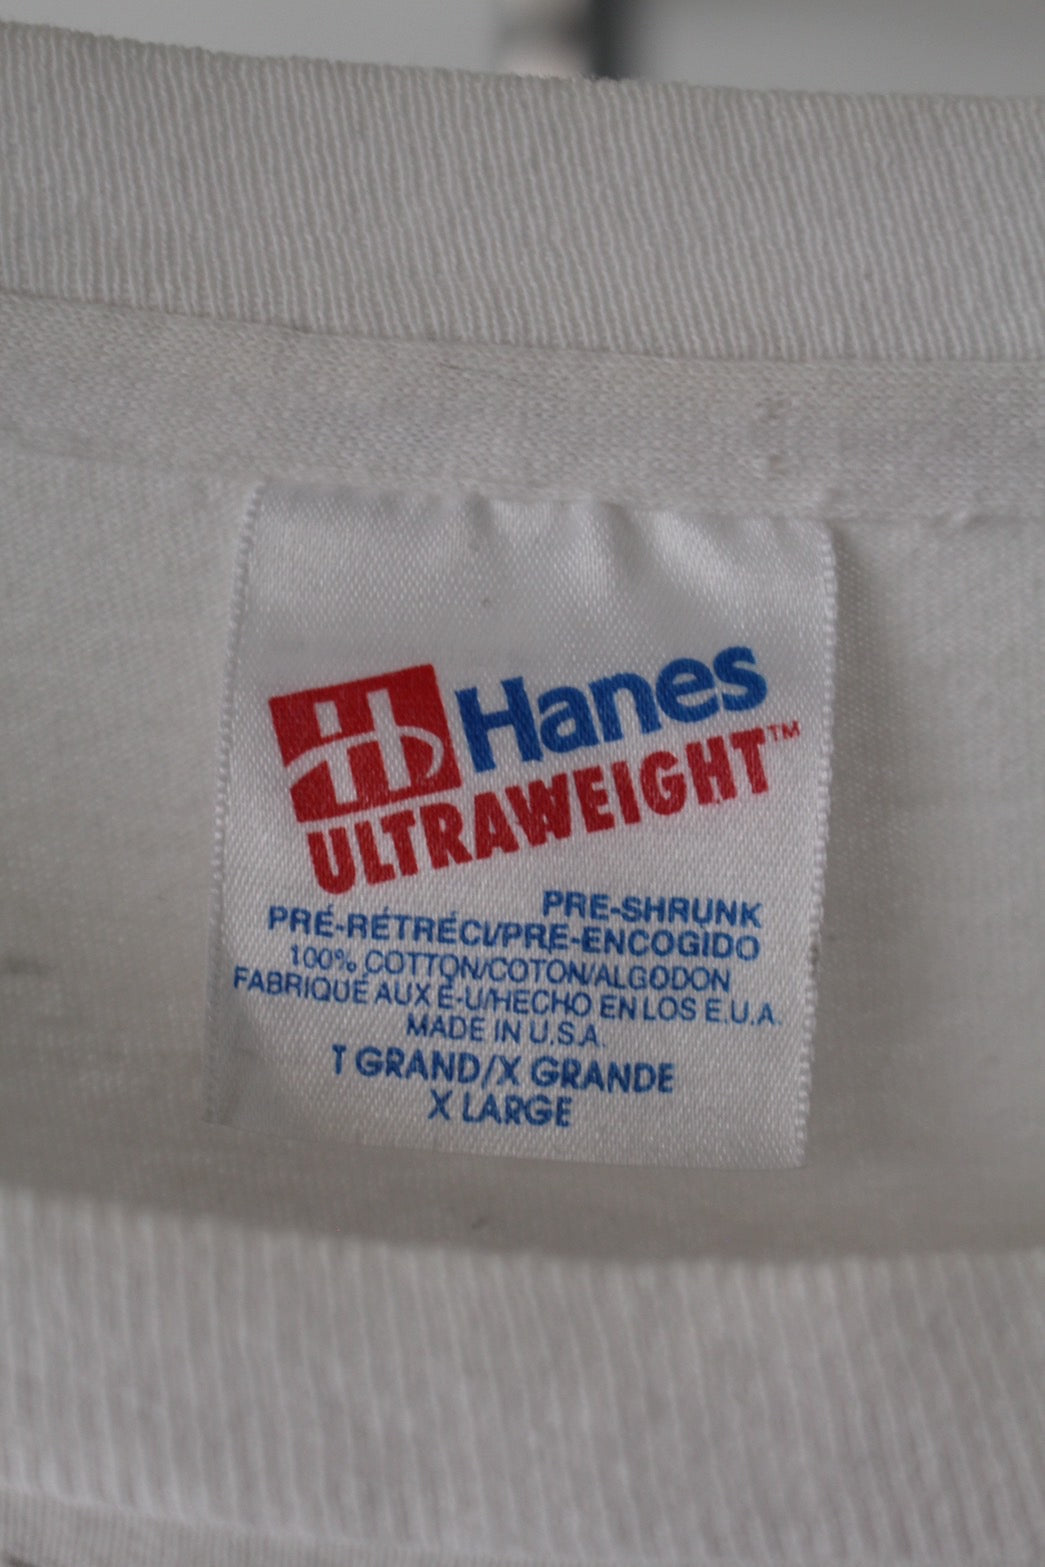 Hanes
ULTRAWEIGHT™
PRE-SHRUNK
PRÉ-RÉTRÉCI/PRE-ENCOGIDO
100% COTTON/COTON/ALGODON
FABRIQUÉ AUX É-U/HECHO EN LOS E.U.A.
MADE IN U.S.A.
T GRAND/X GRANDE
X LARGE